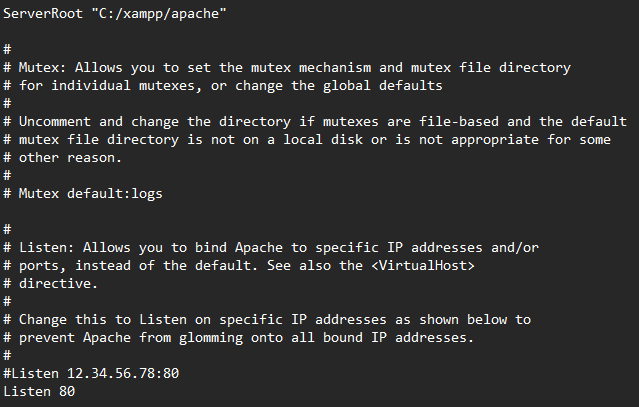 ServerRoot "C:/xampp/apache"
#
# Mutex: Allows you to set the mutex mechanism and mutex file directory
# for individual mutexes, or change the global defaults
#
# Uncomment and change the directory if mutexes are file-based and the default
# mutex file directory is not on a local disk or is not appropriate for some
# other reason.
#
# Mutex default:logs
#
# Listen: Allows you to bind Apache to specific IP addresses and/or
# ports, instead of the default. See also the <VirtualHost>
# directive.
#
# Change this to Listen on specific IP addresses as shown below to
# prevent Apache from glomming onto all bound IP addresses.
#
#Listen 12.34.56.78:80
Listen 80